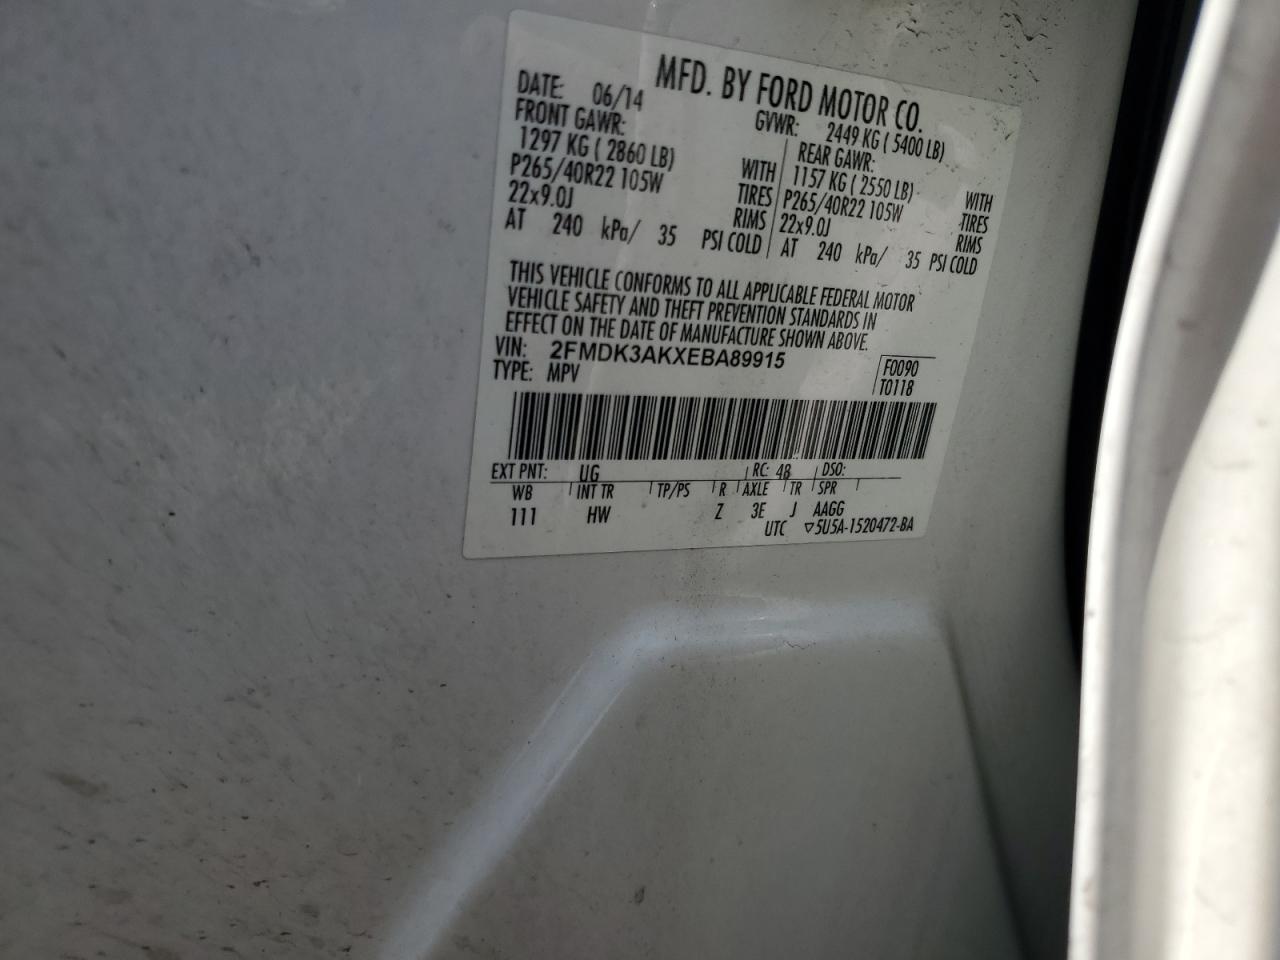 MFD. BY FORD MOTOR CO.
DATE: 06/14 GVWR: 2449 KG ( 5400 LB)
FRONT GAWR: REAR GAWR:
1297 KG ( 2860 LB) WITH 1157 KG ( 2550 LB) WITH
P265/40R22 105W TIRES P265/40R22 105W TIRES
22x9.0J RIMS 22x9.0J RIMS
AT 240 kPa/ 35 PSI COLD AT 240 kPa/ 35 PSI COLD
THIS VEHICLE CONFORMS TO ALL APPLICABLE FEDERAL MOTOR
VEHICLE SAFETY AND THEFT PREVENTION STANDARDS IN
EFFECT ON THE DATE OF MANUFACTURE SHOWN ABOVE.
VIN: 2FMDK3AKXEBA89915 F0090
TYPE: MPV T0118
EXT PNT: UG RC: 48 DSO:
WB INT TR TP/PS R AXLE TR SPR
111 HW Z 3E J AAGG
UTC ▽5U5A-1520472-BA